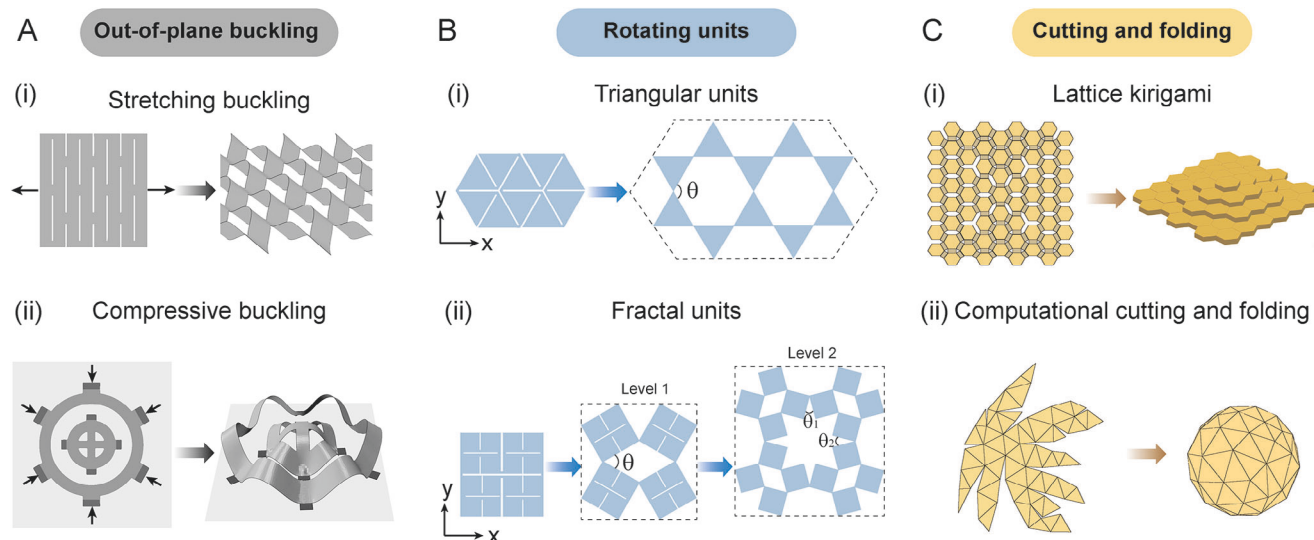 A
Out-of-plane buckling
(i)
Stretching buckling
(ii)
Compressive buckling
B
Rotating units
(i)
Triangular units
θ
y
x
(ii)
Fractal units
Level 1
Level 2
θ
θ1
θ2
y
x
C
Cutting and folding
(i)
Lattice kirigami
(ii) Computational cutting and folding